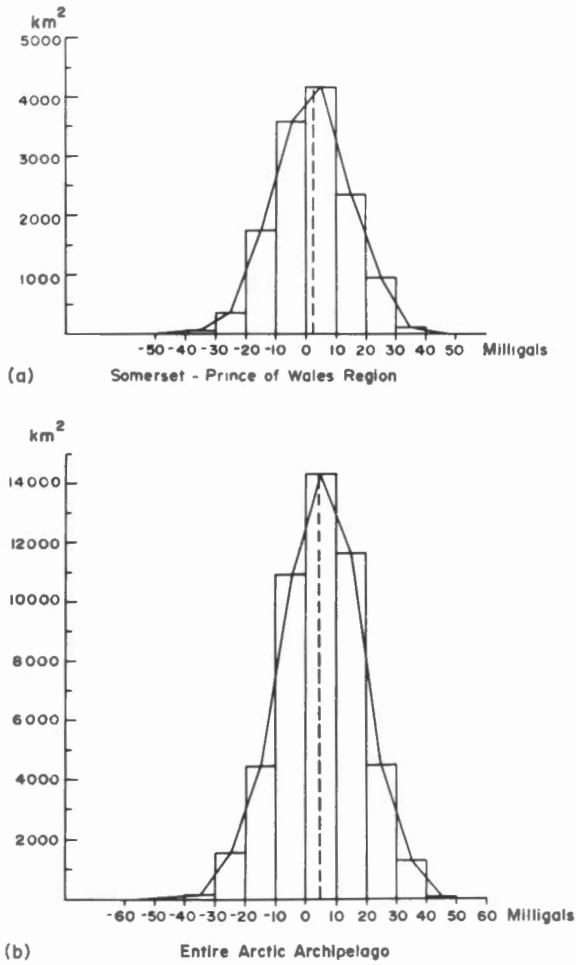 km2
5000
4000
3000
2000
1000
-50 -40 -30 -20 -10 0 10 20 30 40 50 Milligals
(a) Somerset - Prince of Wales Region
km2
14000
12000
10000
8000
6000
4000
2000
-60 -50 -40 -30 -20 -10 0 10 20 30 40 50 60 Milligals
(b) Entire Arctic Archipelago